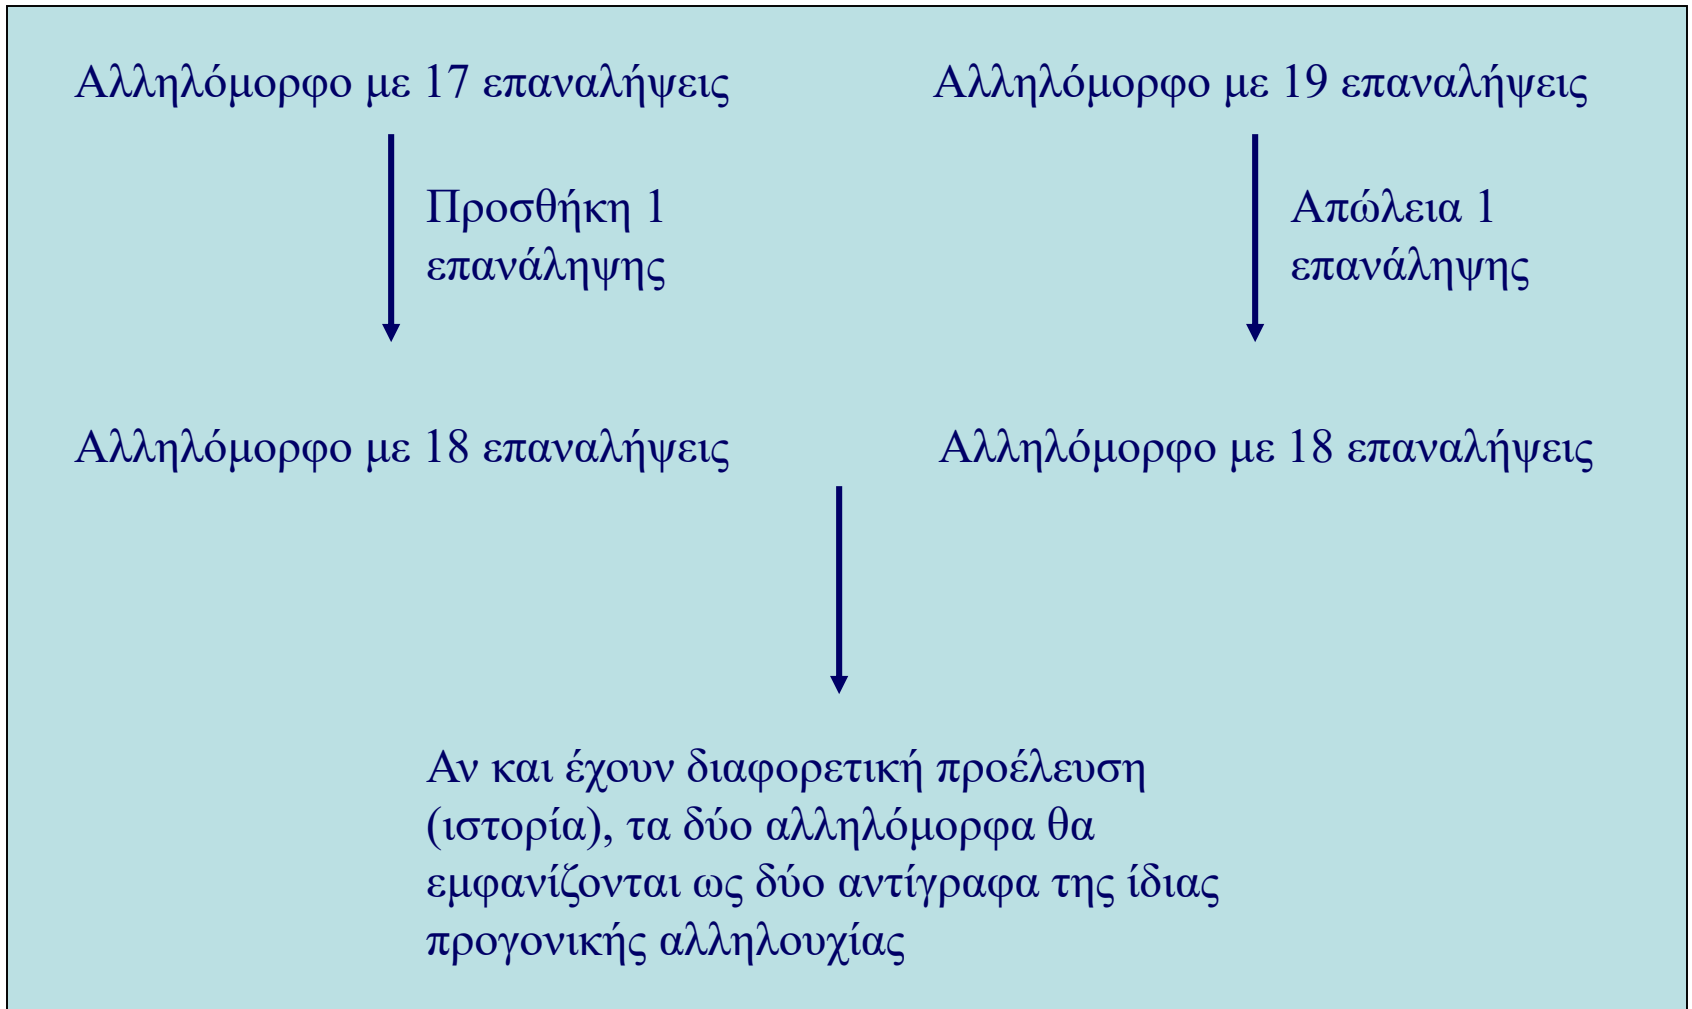 Αλληλόμορφο με 17 επαναλήψεις
Αλληλόμορφο με 19 επαναλήψεις
Προσθήκη 1
επανάληψης
Απώλεια 1
επανάληψης
Αλληλόμορφο με 18 επαναλήψεις
Αλληλόμορφο με 18 επαναλήψεις
Αν και έχουν διαφορετική προέλευση
(ιστορία), τα δύο αλληλόμορφα θα
εμφανίζονται ως δύο αντίγραφα της ίδιας
προγονικής αλληλουχίας